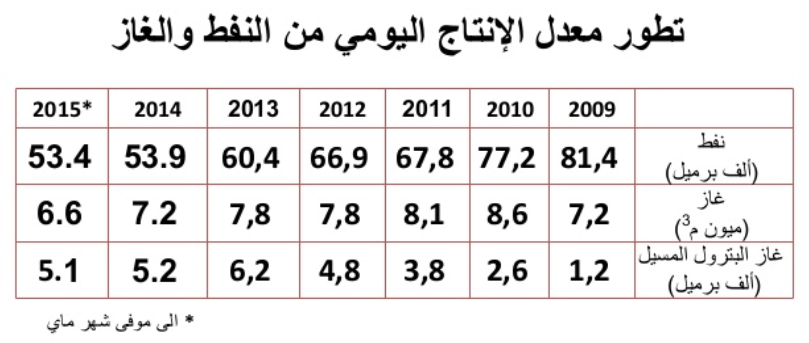 تطور معدل الإنتاج اليومي من النفط والغاز
2009 2010 2011 2012 2013 2014 2015*
نفط
(ألف برميل) 81,4 77,2 67,8 66,9 60,4 53.9 53.4
غاز
(ميون م³) 7,2 8,6 8,1 7,8 7,8 7.2 6.6
غاز البترول المسيل
(ألف برميل) 1,2 2,6 3,8 4,8 6,2 5.2 5.1
* الى موفى شهر ماي